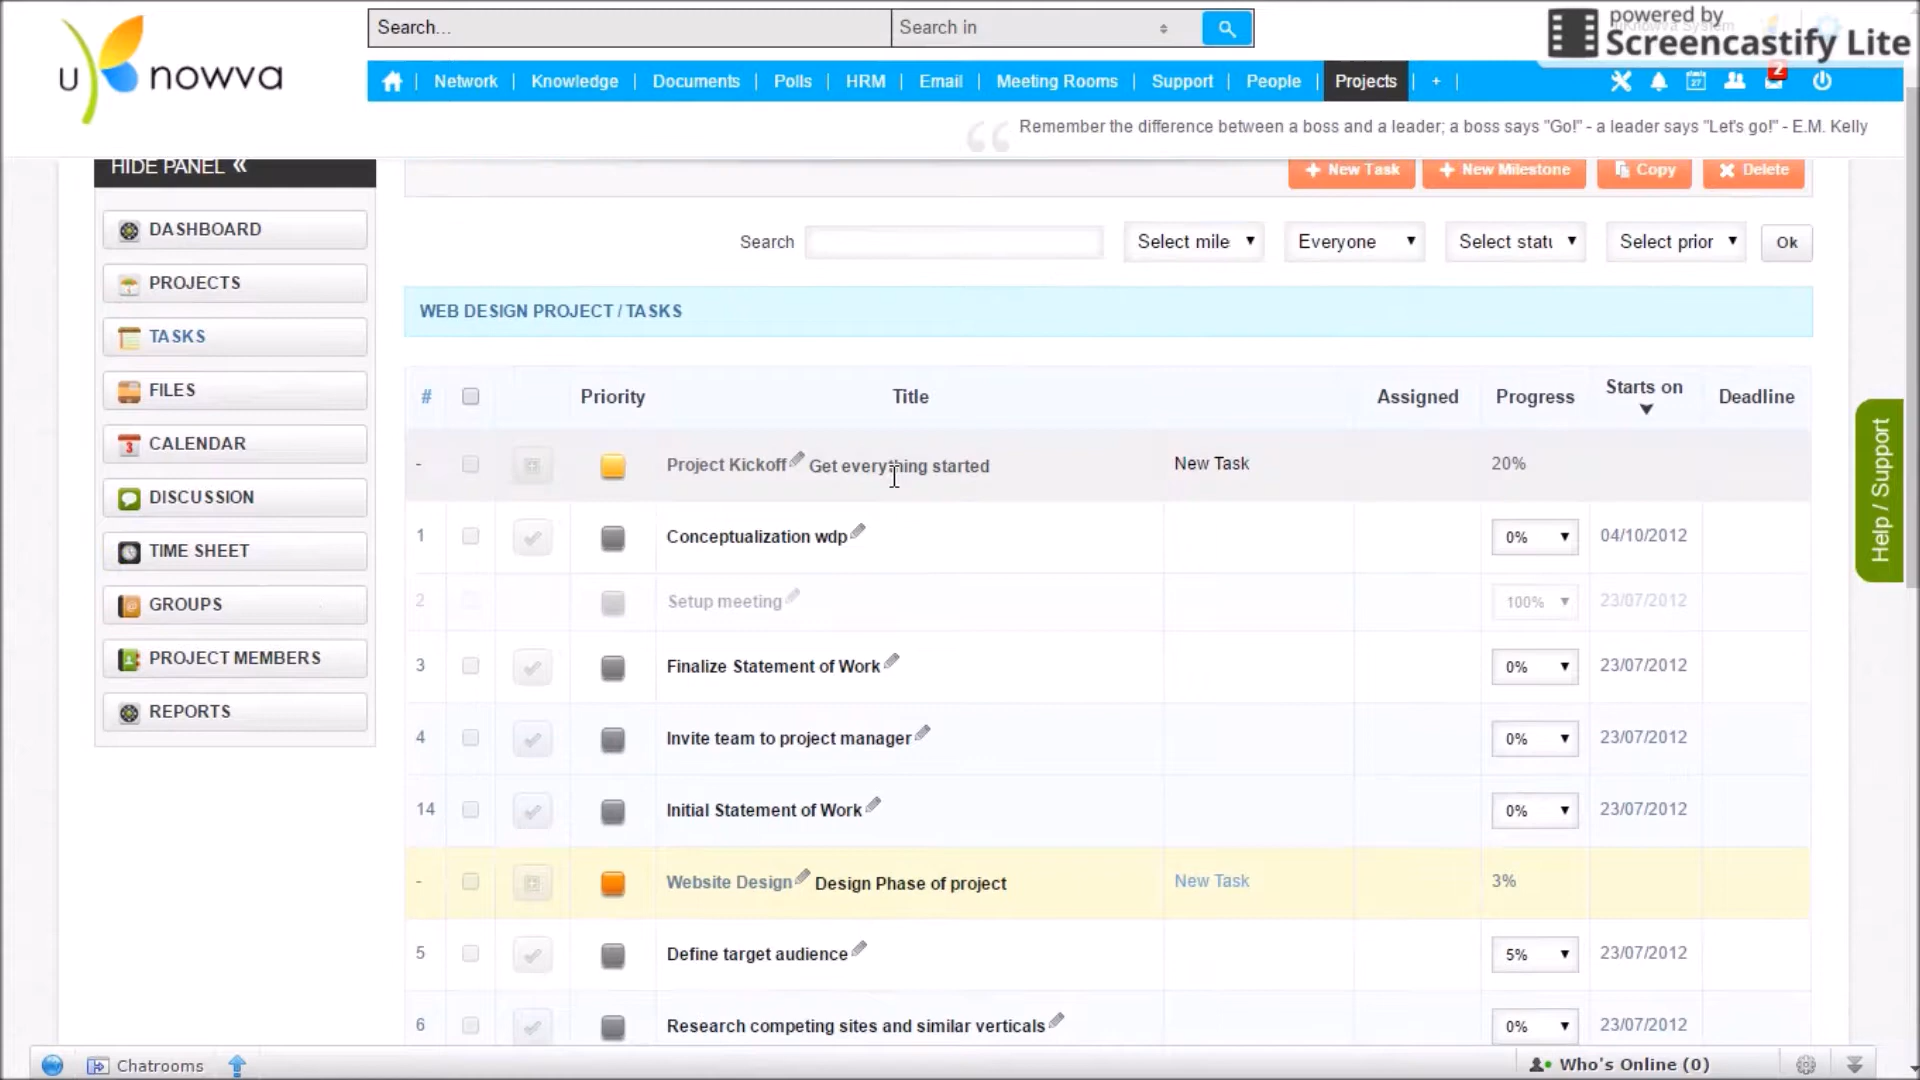 powered by
Screencastify Lite
u nowva
Search...
Search in
Network
Knowledge
Documents
Polls
HRM
Email
Meeting Rooms
Support
People
Projects
+
27
2
Remember the difference between a boss and a leader; a boss says "Go!" - a leader says "Let's go!" - E.M. Kelly
HIDE PANEL «
+ New Task
+ New Milestone
Copy
Delete
DASHBOARD
PROJECTS
TASKS
FILES
3 CALENDAR
DISCUSSION
TIME SHEET
GROUPS
PROJECT MEMBERS
REPORTS
Search
Select mile
Everyone
Select statu
Select prior
Ok
WEB DESIGN PROJECT / TASKS
# Priority Title Assigned Progress Starts on Deadline
- Project Kickoff Get everything started New Task 20%
1 Conceptualization wdp 0% 04/10/2012
2 Setup meeting 100% 23/07/2012
3 Finalize Statement of Work 0% 23/07/2012
4 Invite team to project manager 0% 23/07/2012
14 Initial Statement of Work 0% 23/07/2012
- Website Design Design Phase of project New Task 3%
5 Define target audience 5% 23/07/2012
6 Research competing sites and similar verticals 0% 23/07/2012
Help / Support
Chatrooms
Who's Online (0)